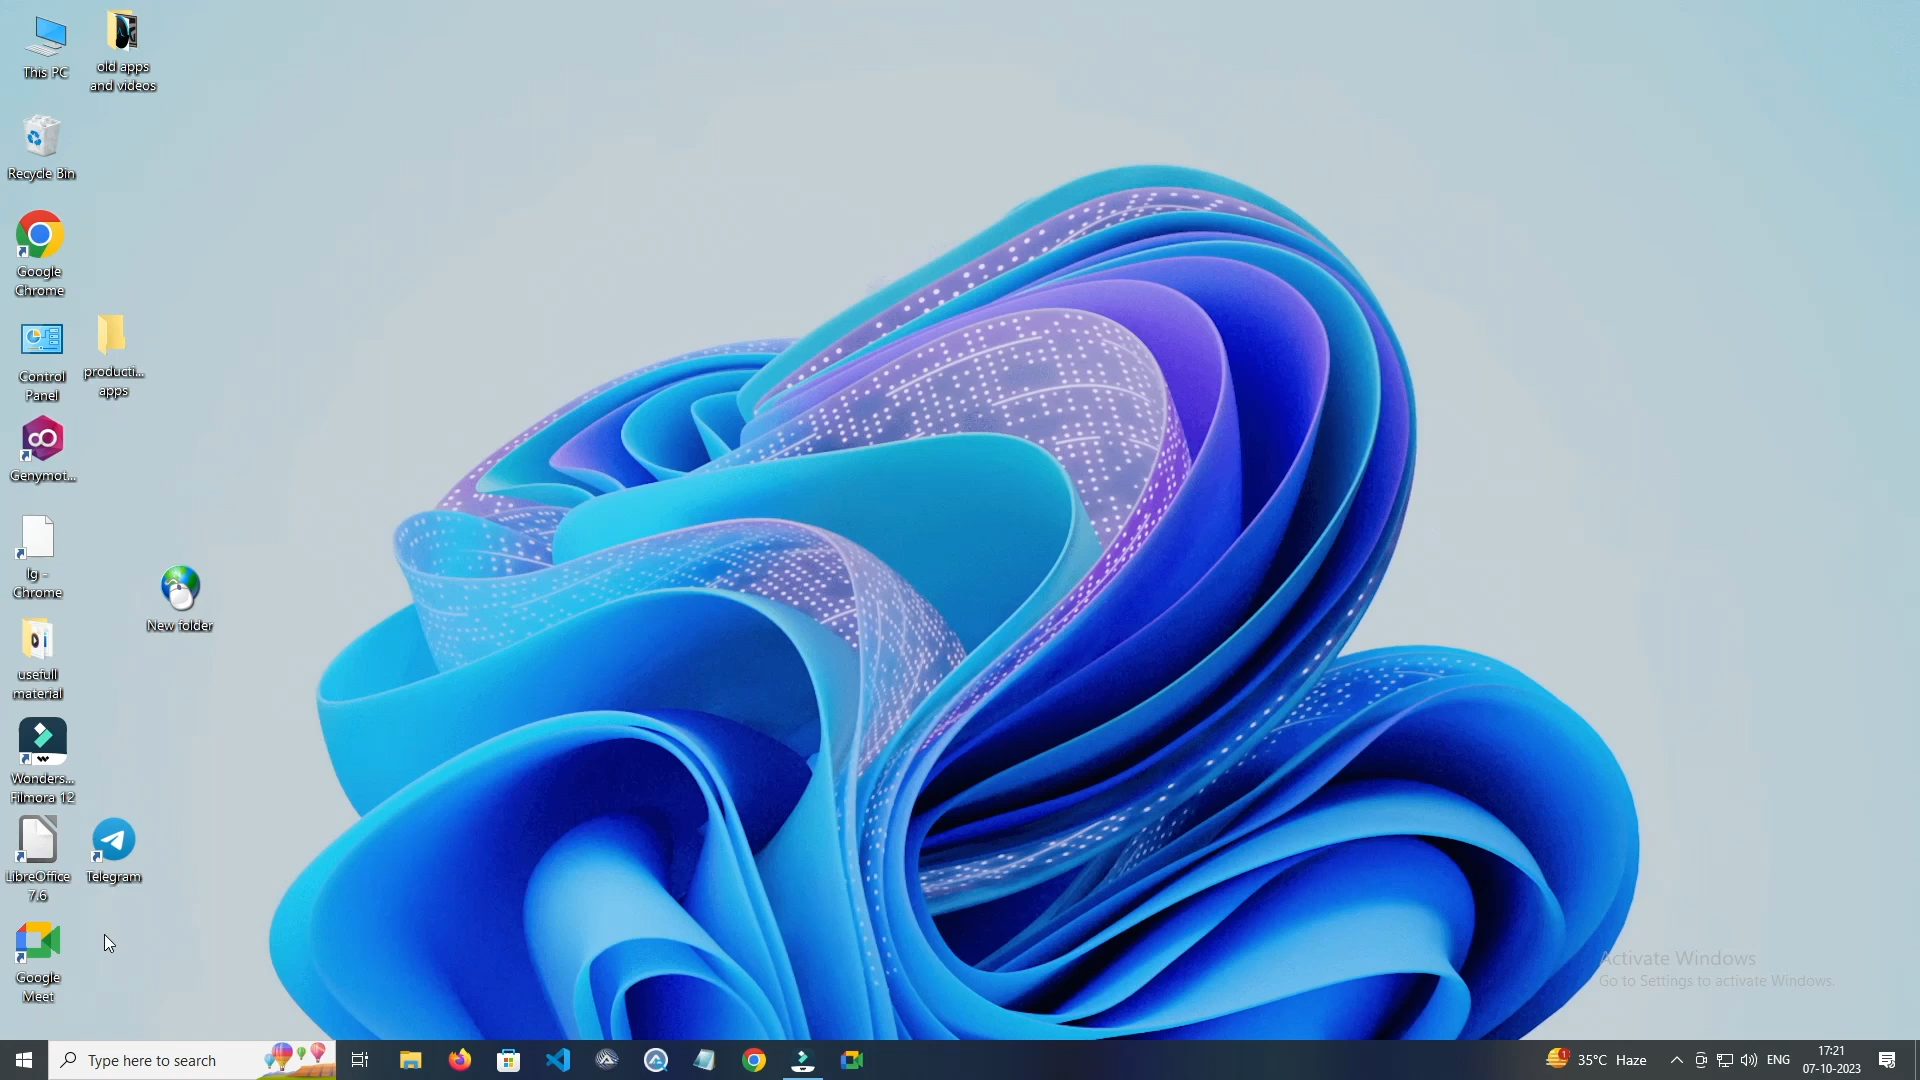 This PC
old apps
and videos
Recycle Bin
Google
Chrome
Control
Panel
producti...
apps
Genymot...
lg -
Chrome
New folder
usefull
material
Wonders...
Filmora 12
LibreOffice
7.6
Telegram
Google
Meet
Activate Windows
Go to Settings to activate Windows.
Type here to search
1
35°C Haze
ENG
17:21
07-10-2023